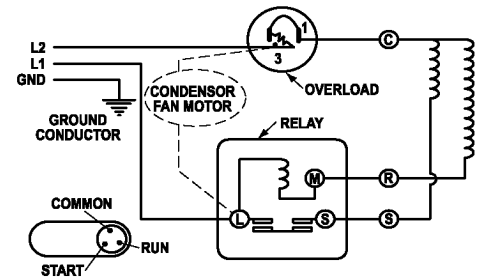 L2
L1
GND
GROUND
CONDUCTOR
CONDENSOR
FAN MOTOR
1
3
OVERLOAD
C
RELAY
M
R
L
S
S
COMMON
RUN
START